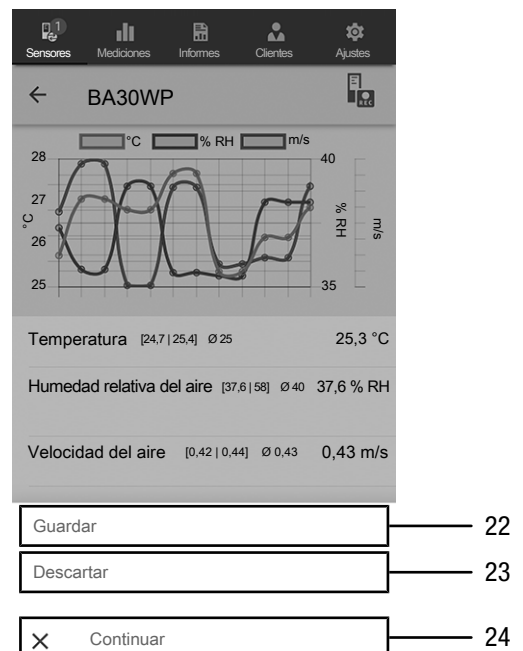 1
Sensores Mediciones Informes Clientes Ajustes
BA30WP
REC
°C % RH m/s
28 40
27
°C % RH m/s
26
25 35
Temperatura [24,7|25,4] Ø 25 25,3 °C
Humedad relativa del aire [37,6|58] Ø 40 37,6 % RH
Velocidad del aire [0,42 | 0,44] Ø 0,43 0,43 m/s
Guardar 22
Descartar 23
Continuar 24